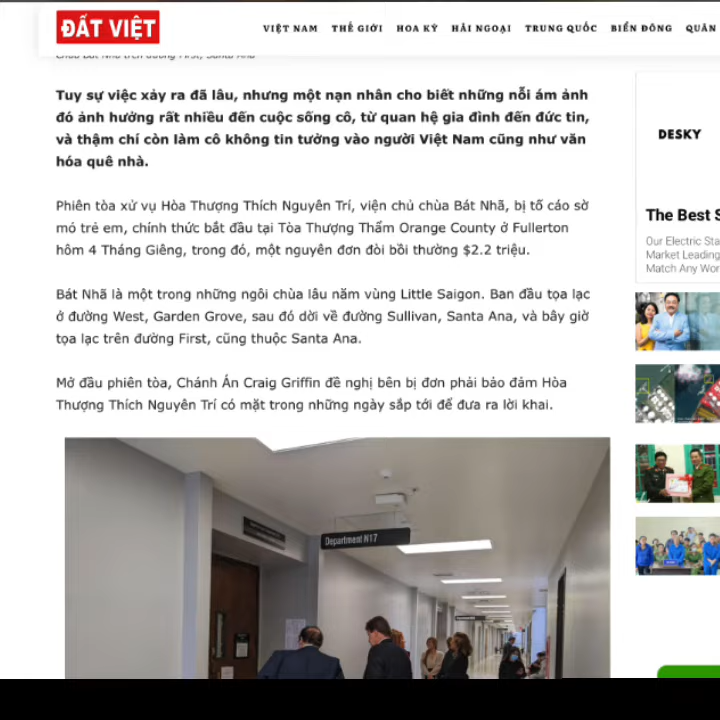 ĐẤT VIỆT
VIỆT NAM THẾ GIỚI HOA KỲ HẢI NGOẠI TRUNG QUỐC BIỂN ĐÔNG QUÂN
Tuy sự việc xảy ra đã lâu, nhưng một nạn nhân cho biết những nỗi ám ảnh
đó ảnh hưởng rất nhiều đến cuộc sống cô, từ quan hệ gia đình đến đức tin,
và thậm chí còn làm cô không tin tưởng vào người Việt Nam cũng như văn
hóa quê nhà.
Phiên tòa xử vụ Hòa Thượng Thích Nguyên Trí, viện chủ chùa Bát Nhã, bị tố cáo sờ
mó trẻ em, chính thức bắt đầu tại Tòa Thượng Thẩm Orange County ở Fullerton
hôm 4 Tháng Giêng, trong đó, một nguyên đơn đòi bồi thường $2.2 triệu.
Bát Nhã là một trong những ngôi chùa lâu năm vùng Little Saigon. Ban đầu tọa lạc
ở đường West, Garden Grove, sau đó dời về đường Sullivan, Santa Ana, và bây giờ
tọa lạc trên đường First, cũng thuộc Santa Ana.
Mở đầu phiên tòa, Chánh Án Craig Griffin đề nghị bên bị đơn phải bảo đảm Hòa
Thượng Thích Nguyên Trí có mặt trong những ngày sắp tới để đưa ra lời khai.
Department N17
DESKY
The Best S
Our Electric Sta
Market Leading
Match Any Wor